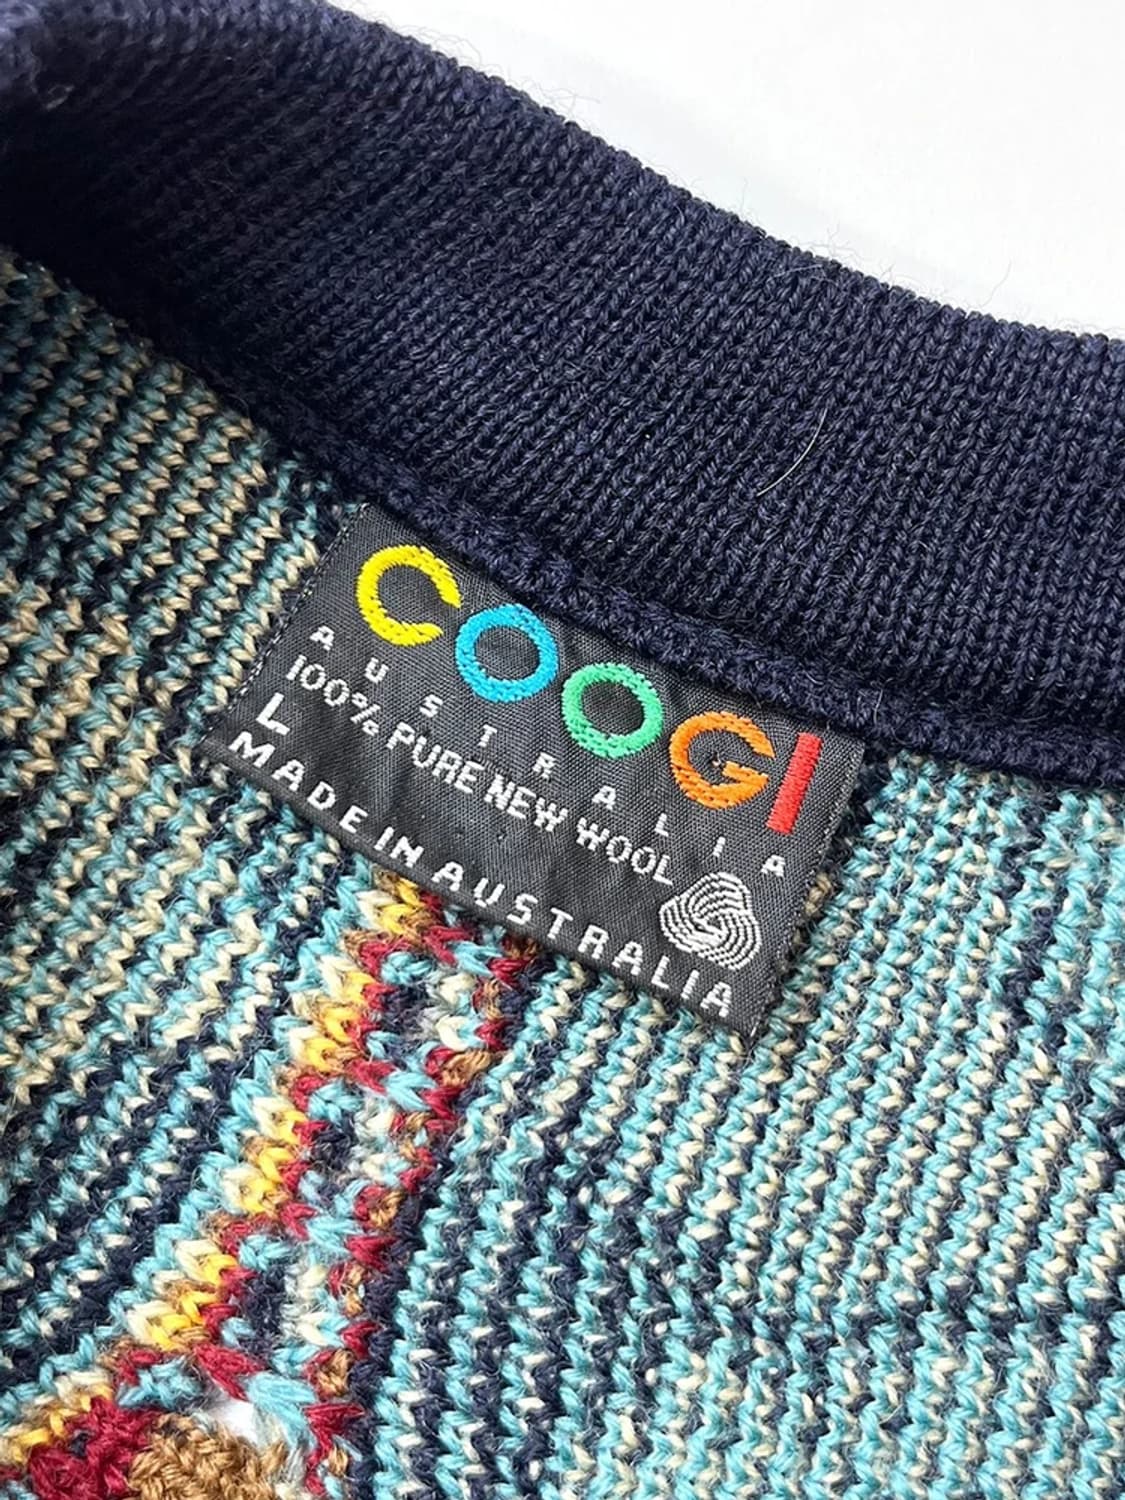 COOGI
AUSTRALIA
100% PURE NEW WOOL
L
MADE IN AUSTRALIA